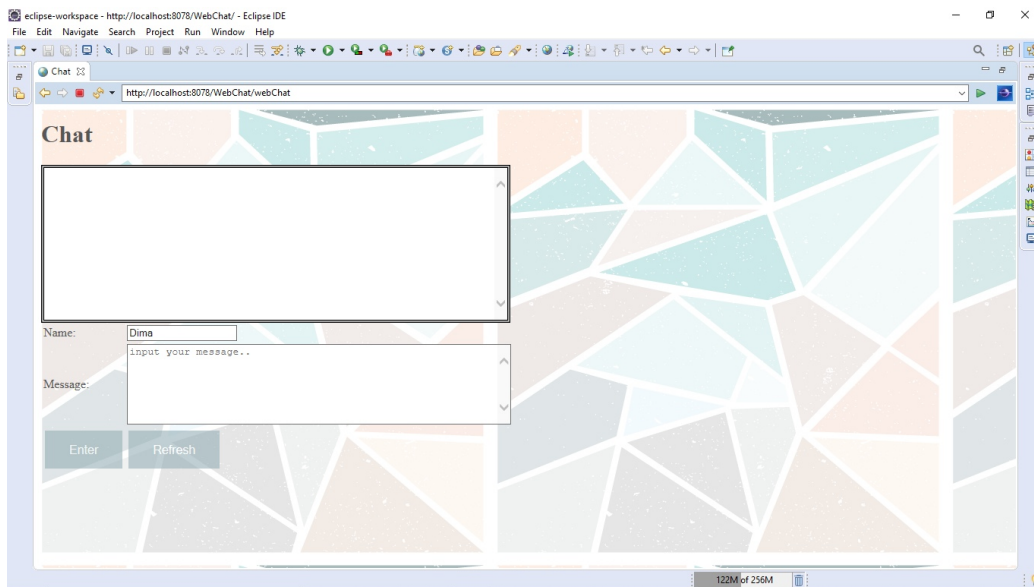 eclipse-workspace - http://localhost:8078/WebChat/ - Eclipse IDE
File Edit Navigate Search Project Run Window Help
Chat
http://localhost:8078/WebChat/webChat
Chat
Name: Dima
input your message..
Message:
Enter Refresh
122M of 256M